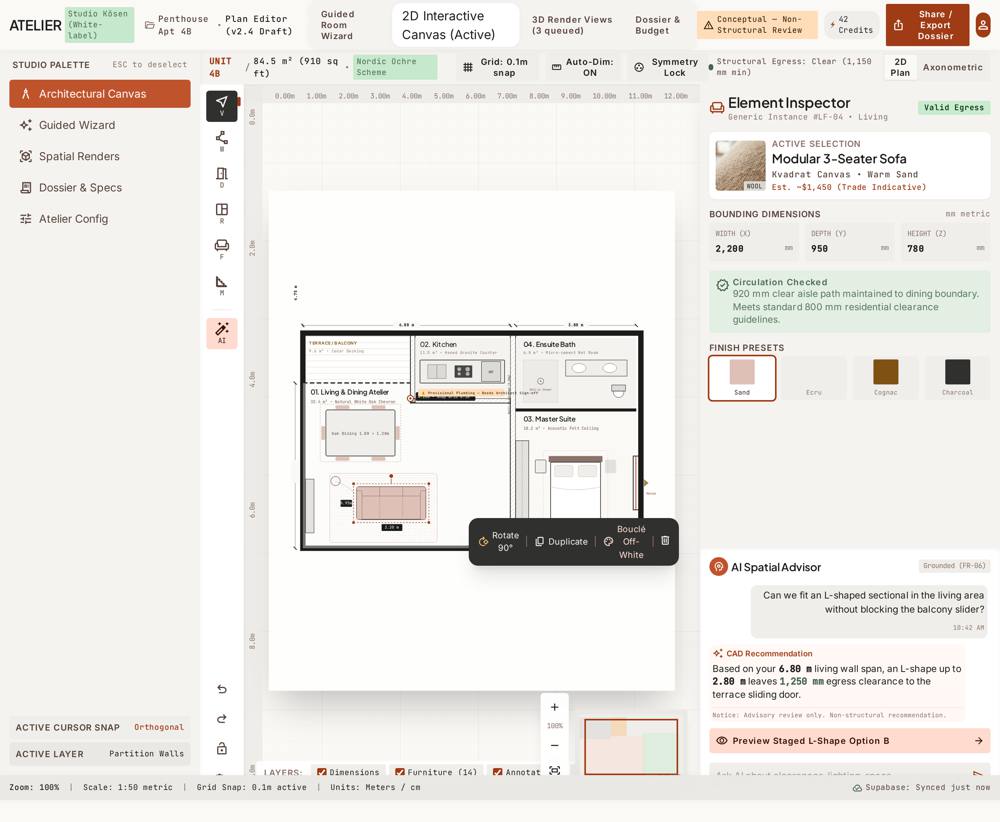 ATELIER
Studio Kösen
(White-
label)
Penthouse
Apt 4B
•
Plan Editor
(v2.4 Draft)
Guided
Room
Wizard
2D Interactive
Canvas (Active)
3D Render Views
(3 queued)
Dossier &
Budget
Conceptual — Non-
Structural Review
42
Credits
Share /
Export
Dossier
STUDIO PALETTE
ESC to deselect
Architectural Canvas
Guided Wizard
Spatial Renders
Dossier & Specs
Atelier Config
ACTIVE CURSOR SNAP
Orthogonal
ACTIVE LAYER
Partition Walls
UNIT
4B
/ 84.5 m² (910 sq
ft)
•
Nordic Ochre
Scheme
Grid: 0.1m
snap
Auto-Dim:
ON
Symmetry
Lock
Structural Egress: Clear (1,150
mm min)
2D
Plan
Axonometric
V
W
D
R
F
M
AI
0.00m 1.00m 2.00m 3.00m 4.00m 5.00m 6.00m 7.00m 8.00m 9.00m 10.00m 11.00m 12.00m
0.0m
2.0m
4.0m
6.0m
8.0m
TERRACE/BALCONY
02. Kitchen
04. Ensuite Bath
01. Living & Dining Atelier
03. Master Suite
Rotate
90°
Duplicate
Bouclé
Off-
White
100%
LAYERS:
Dimensions
Furniture (14)
Annotat
Element Inspector
Generic Instance #LF-04 • Living
Valid Egress
WOOL
ACTIVE SELECTION
Modular 3-Seater Sofa
Kvadrat Canvas • Warm Sand
Est. ~$1,450 (Trade Indicative)
BOUNDING DIMENSIONS
mm metric
WIDTH (X)
2,200 mm
DEPTH (Y)
950 mm
HEIGHT (Z)
780 mm
Circulation Checked
920 mm clear aisle path maintained to dining boundary.
Meets standard 800 mm residential clearance
guidelines.
FINISH PRESETS
Sand
Ecru
Cognac
Charcoal
AI Spatial Advisor
Grounded (FR-06)
Can we fit an L-shaped sectional in the living area
without blocking the balcony slider?
10:42 AM
CAD Recommendation
Based on your 6.80 m living wall span, an L-shape up to
2.80 m leaves 1,250 mm egress clearance to the
terrace sliding door.
Notice: Advisory review only. Non-structural recommendation.
Preview Staged L-Shape Option B
Zoom: 100% | Scale: 1:50 metric | Grid Snap: 0.1m active | Units: Meters / cm
Supabase: Synced just now